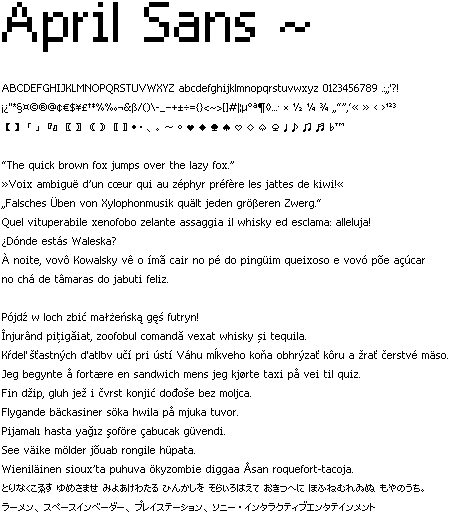 April Sans ~
ABCDEFGHIJKLMNOPQRSTUVWXYZ abcdefghijklmnopqrstuvwxyz 0123456789 .:,;'?!
“The quick brown fox jumps over the lazy fox.”
»Voix ambiguë d’un cœur qui au zéphyr préfère les jattes de kiwi!«
„Falsches Üben von Xylophonmusik quält jeden größeren Zwerg.“
Quel vituperabile xenofobo zelante assaggia il whisky ed esclama: alleluja!
¿Dónde estás Waleska?
À noite, vovô Kowalsky vê o ímã cair no pé do pingüim queixoso e vovó põe açúcar
no chá de tâmaras do jabuti feliz.
Pójdź w loch zbić małżeńską gęś futryn!
Înjurând pițigăiat, zoofobul comandă vexat whisky și tequila.
Kŕdeľ šťastných ďatľov učí pri ústí Váhu mĺkveho koňa obhrýzať kôru a žrať čerstvé mäso.
Jeg begynte å fortære en sandwich mens jeg kjørte taxi på vei til quiz.
Fin džip, gluh jež i čvrst konjić dođoše bez moljca.
Flygande bäckasiner söka hwila på mjuka tuvor.
Pijamalı hasta yağız şoföre çabucak güvendi.
See väike mölder jõuab rongile hüpata.
Wieniläinen sioux’ta puhuva ökyzombie diggaa Åsan roquefort-tacoja.
とりなくこゑす ゆめさませ みよあけわたる ひんかしを そらいろはえて おきつへに ほふねむれゐぬ もやのうち。
ラーメン、スペースインベーダー、プレイステーション、ソニー・インタラクティブエンタテインメント